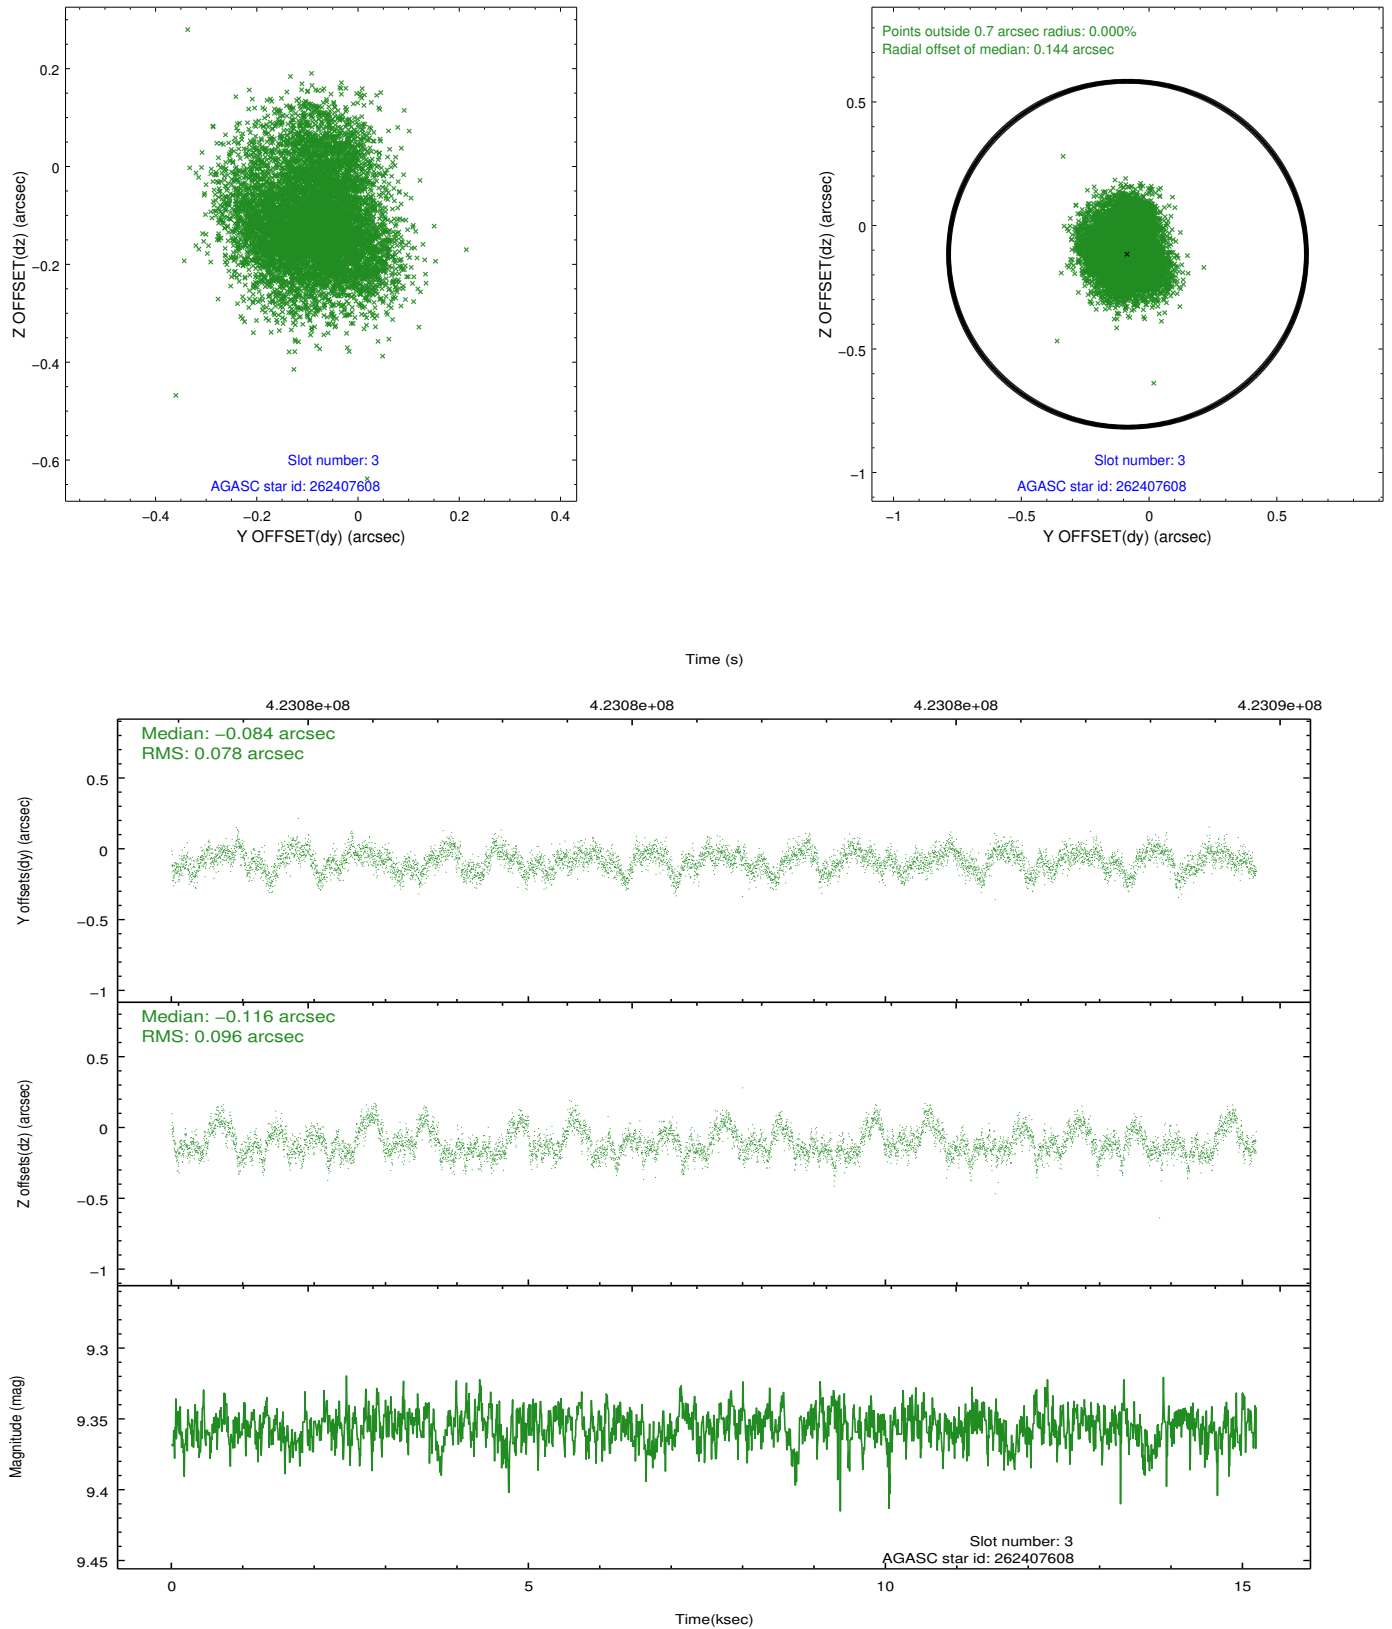 0.2
0
−0.2
−0.4
−0.6
Z OFFSET(dz) (arcsec)
Slot number: 3
AGASC star id: 262407608
−0.4
−0.2
0
0.2
0.4
Y OFFSET(dy) (arcsec)
Points outside 0.7 arcsec radius: 0.000%
Radial offset of median: 0.144 arcsec
0.5
0
−0.5
−1
Z OFFSET(dz) (arcsec)
Slot number: 3
AGASC star id: 262407608
−1
−0.5
0
0.5
Y OFFSET(dy) (arcsec)
Time (s)
4.2308e+08
4.2308e+08
4.2308e+08
4.2309e+08
Median: −0.084 arcsec
RMS: 0.078 arcsec
0.5
0
−0.5
−1
Y offsets(dy) (arcsec)
Median: −0.116 arcsec
RMS: 0.096 arcsec
0.5
0
−0.5
−1
Z offsets(dz) (arcsec)
9.3
9.35
9.4
9.45
Magnitude (mag)
Slot number: 3
AGASC star id: 262407608
0
5
10
15
Time(ksec)